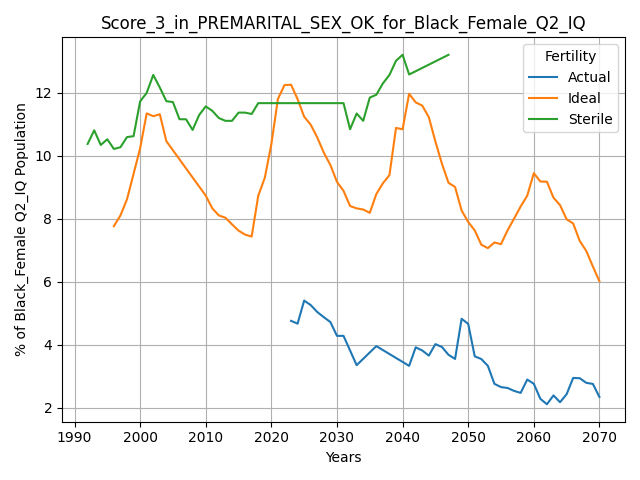 Score_3_in_PREMARITAL_SEX_OK_for_Black_Female_Q2_IQ
Fertility
Actual
Ideal
Sterile
% of Black_Female Q2_IQ Population
12
10
8
6
4
2
1990 2000 2010 2020 2030 2040 2050 2060 2070
Years